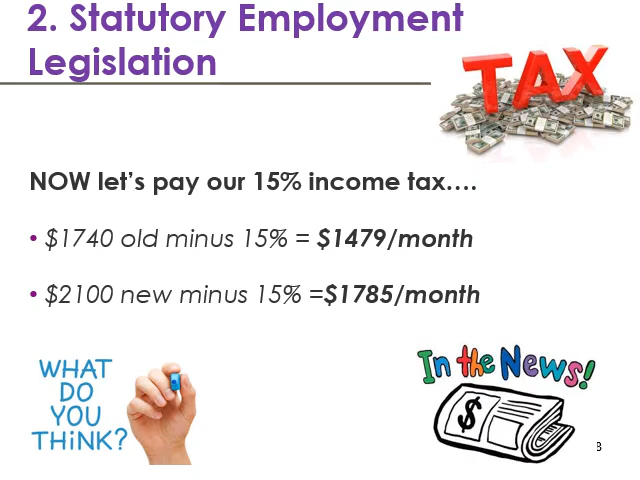 2. Statutory Employment
Legislation
TAX
NOW let's pay our 15% income tax….
• $1740 old minus 15% = $1479/month
• $2100 new minus 15% =$1785/month
WHAT
DO
YOU
THiNK?
In the News!
$